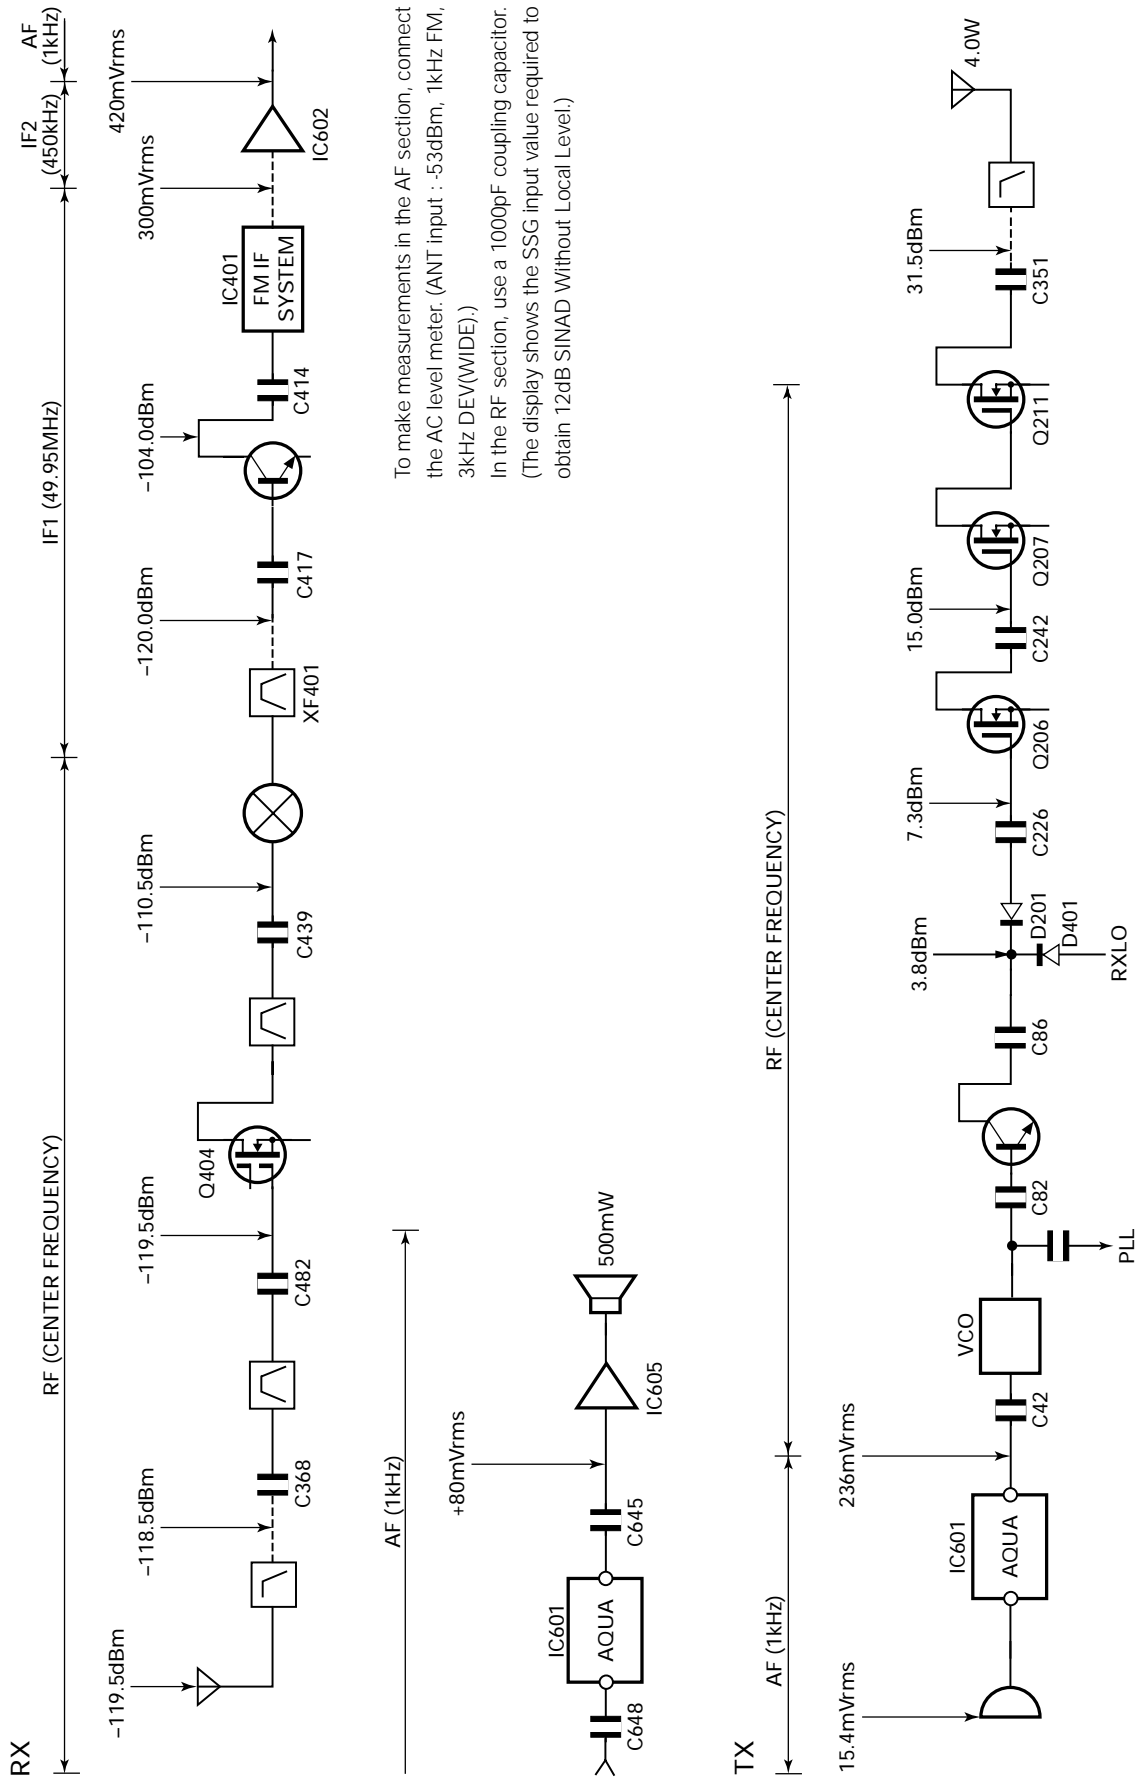 RX
RF (CENTER FREQUENCY)
IF1 (49.95MHz)
IF2
(450kHz)
AF
(1kHz)
−119.5dBm
−118.5dBm
−119.5dBm
−110.5dBm
−120.0dBm
−104.0dBm
300mVrms
420mVrms
C368
C482
Q404
C439
XF401
C417
C414
IC401
FM IF
SYSTEM
IC602
To make measurements in the AF section, connect
the AC level meter. (ANT input : -53dBm, 1kHz FM,
3kHz DEV(WIDE).)
In the RF section, use a 1000pF coupling capacitor.
(The display shows the SSG input value required to
obtain 12dB SINAD Without Local Level.)
AF (1kHz)
+80mVrms
500mW
C648
IC601
AQUA
C645
IC605
TX
AF (1kHz)
RF (CENTER FREQUENCY)
15.4mVrms
236mVrms
3.8dBm
7.3dBm
15.0dBm
31.5dBm
4.0W
IC601
AQUA
C42
VCO
PLL
C82
C86
RXLO
D401
D201
C226
Q206
C242
Q207
Q211
C351